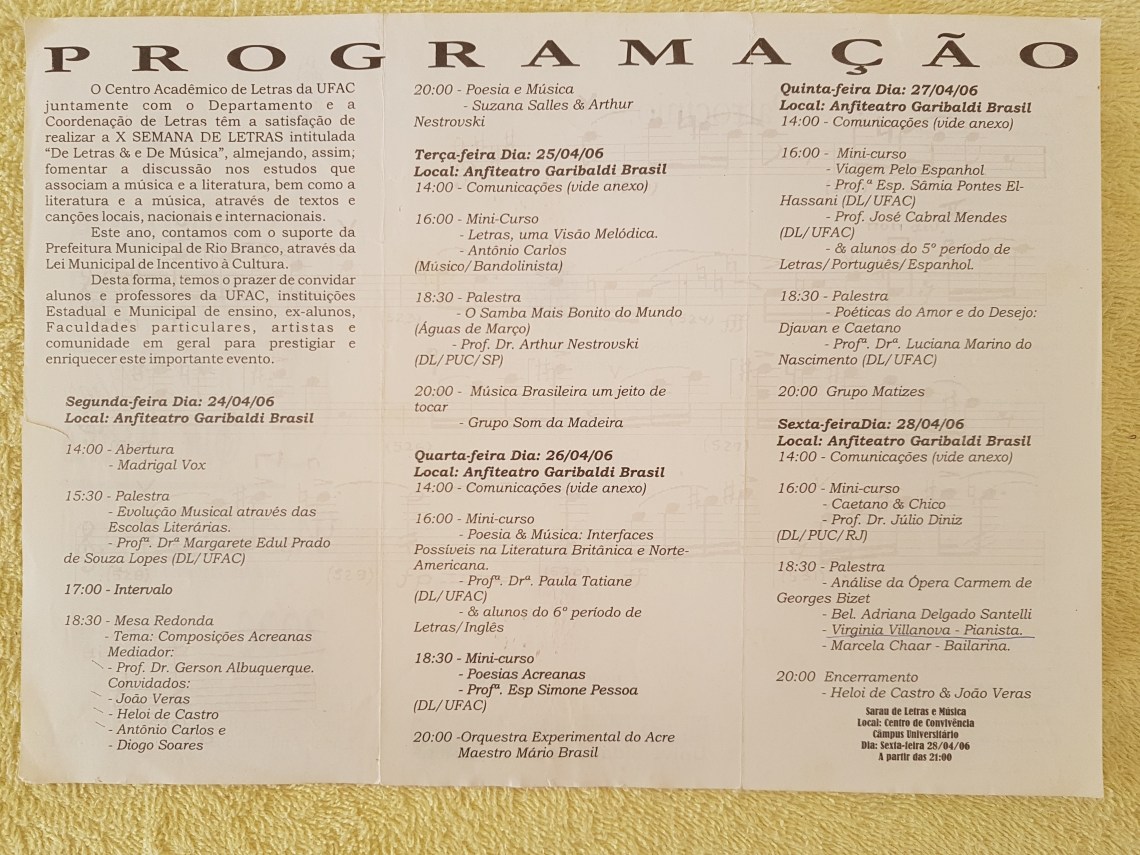 PROGRAMAÇÃO
O Centro Acadêmico de Letras da UFAC
juntamente com o Departamento e a
Coordenação de Letras têm a satisfação de
realizar a X SEMANA DE LETRAS intitulada
“De Letras & e De Música”, almejando, assim;
fomentar a discussão nos estudos que
associam a música e a literatura, bem como a
literatura e a música, através de textos e
canções locais, nacionais e internacionais.
Este ano, contamos com o suporte da
Prefeitura Municipal de Rio Branco, através da
Lei Municipal de Incentivo à Cultura.
Desta forma, temos o prazer de convidar
alunos e professores da UFAC, instituições
Estadual e Municipal de ensino, ex-alunos,
Faculdades particulares, artistas e
comunidade em geral para prestigiar e
enriquecer este importante evento.
Segunda-feira Dia: 24/04/06
Local: Anfiteatro Garibaldi Brasil
14:00 - Abertura
- Madrigal Vox
15:30 - Palestra
- Evolução Musical através das
Escolas Literárias.
- Profª. Drª Margarete Edul Prado
de Souza Lopes (DL/UFAC)
17:00 - Intervalo
18:30 - Mesa Redonda
- Tema: Composições Acreanas
Mediador:
- Prof. Dr. Gerson Albuquerque.
Convidados:
- João Veras
- Heloi de Castro
- Antônio Carlos e
- Diogo Soares
20:00 - Poesia e Música
- Suzana Salles & Arthur
Nestrovski
Terça-feira Dia: 25/04/06
Local: Anfiteatro Garibaldi Brasil
14:00 - Comunicações (vide anexo)
16:00 - Mini-Curso
- Letras, uma Visão Melódica.
- Antônio Carlos
(Músico/Bandolinista)
18:30 - Palestra
- O Samba Mais Bonito do Mundo
(Águas de Março)
- Prof. Dr. Arthur Nestrovski
(DL/PUC/SP)
20:00 - Música Brasileira um jeito de
tocar
- Grupo Som da Madeira
Quarta-feira Dia: 26/04/06
Local: Anfiteatro Garibaldi Brasil
14:00 - Comunicações (vide anexo)
16:00 - Mini-curso
- Poesia & Música: Interfaces
Possíveis na Literatura Britânica e Norte-
Americana.
- Profª. Drª. Paula Tatiane
(DL/UFAC)
- & alunos do 6º período de
Letras/Inglês
18:30 - Mini-curso
- Poesias Acreanas
- Profª. Esp Simone Pessoa
(DL/UFAC)
20:00 -Orquestra Experimental do Acre
Maestro Mário Brasil
Quinta-feira Dia: 27/04/06
Local: Anfiteatro Garibaldi Brasil
14:00 - Comunicações (vide anexo)
16:00 - Mini-curso
- Viagem Pelo Espanhol
- Prof.ª Esp. Sâmia Pontes El-
Hassani (DL/UFAC)
- Prof. José Cabral Mendes
(DL/UFAC)
- & alunos do 5º período de
Letras/Português/Espanhol.
18:30 - Palestra
- Poéticas do Amor e do Desejo:
Djavan e Caetano
- Profª. Drª. Luciana Marino do
Nascimento (DL/UFAC)
20:00 Grupo Matizes
Sexta-feiraDia: 28/04/06
Local: Anfiteatro Garibaldi Brasil
14:00 - Comunicações (vide anexo)
16:00 - Mini-curso
- Caetano & Chico
- Prof. Dr. Júlio Diniz
(DL/PUC/RJ)
18:30 - Palestra
- Análise da Ópera Carmem de
Georges Bizet
- Bel. Adriana Delgado Santelli
- Virginia Villanova - Pianista.
- Marcela Chaar - Bailarina.
20:00 Encerramento
- Heloi de Castro & João Veras
Sarau de Letras e Música
Local: Centro de Convivência
Câmpus Universitário
Dia: Sexta-feira 28/04/06
A partir das 21:00